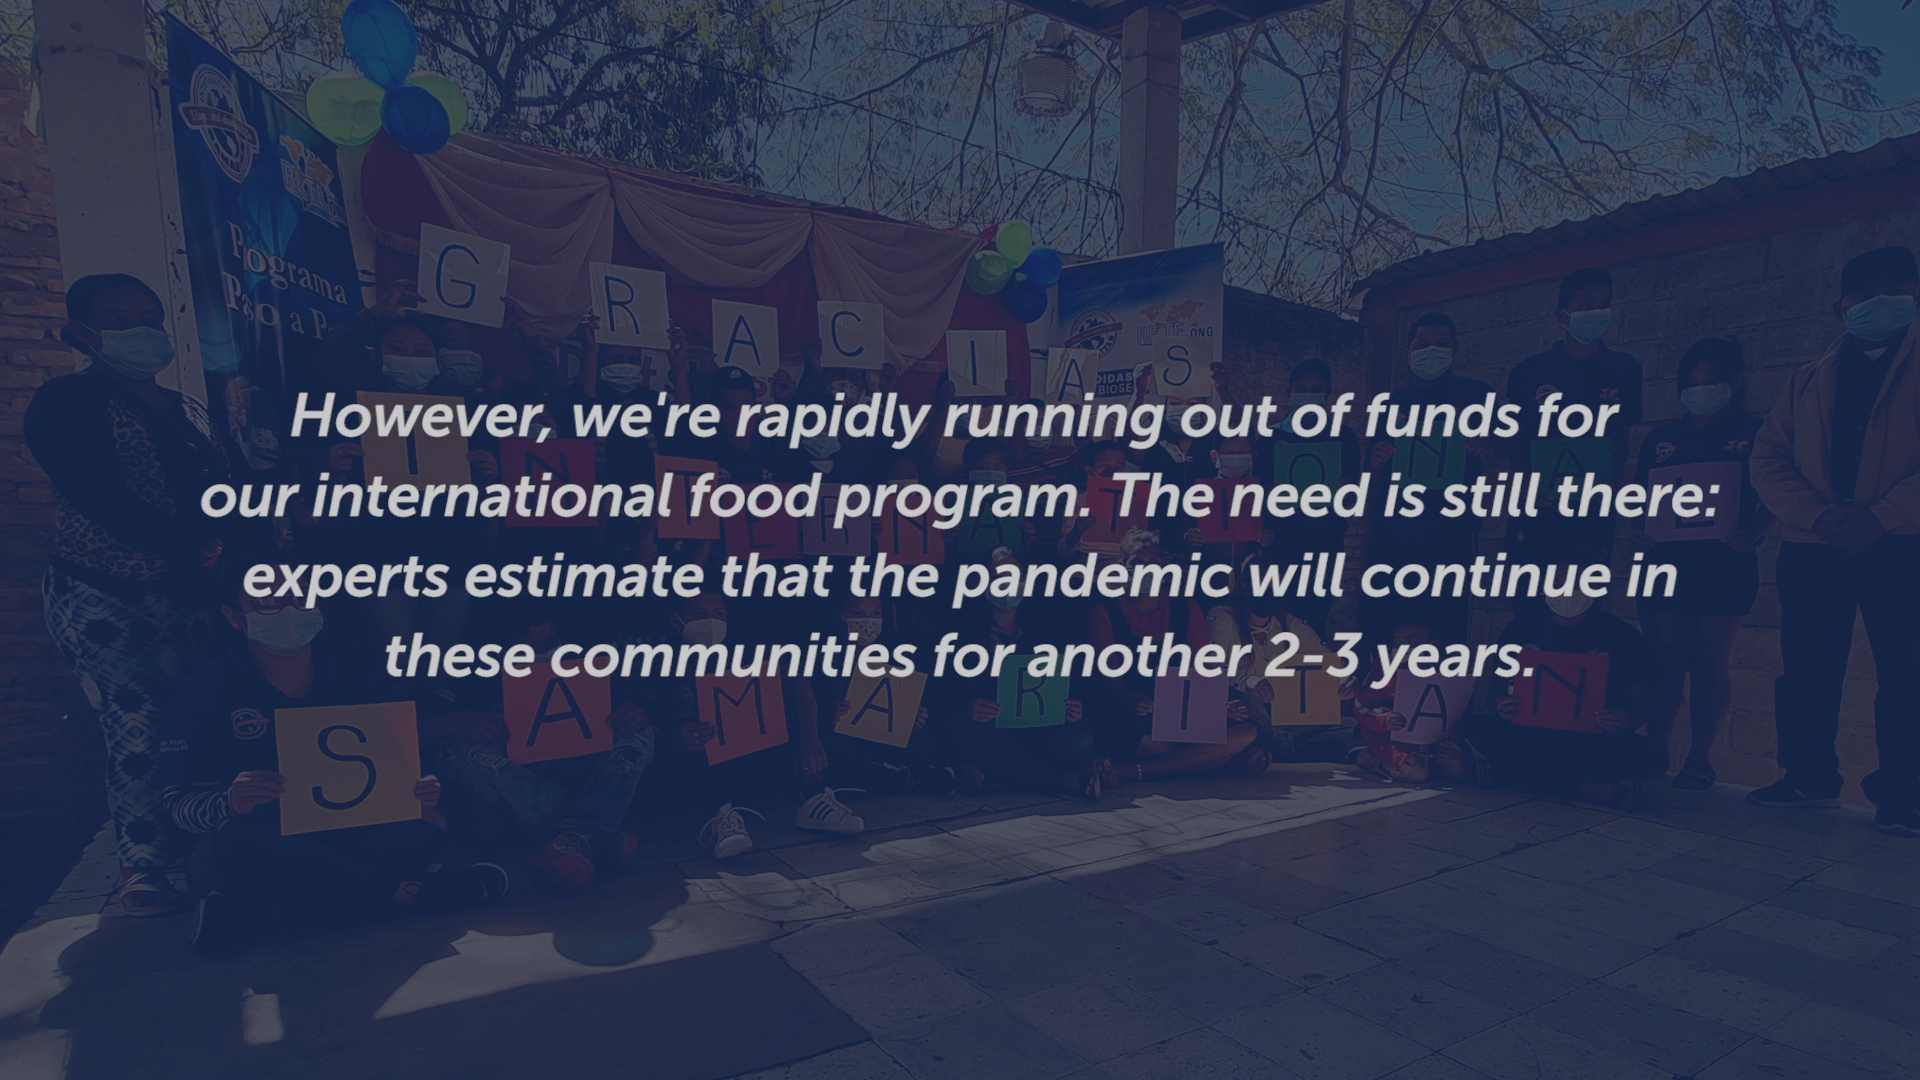 Programa
Paso a
G R A C I A S
ONG
However, we're rapidly running out of funds for
our international food program. The need is still there:
experts estimate that the pandemic will continue in
these communities for another 2-3 years.
I N T E R N A T I O N A L
S A M A R I T A N